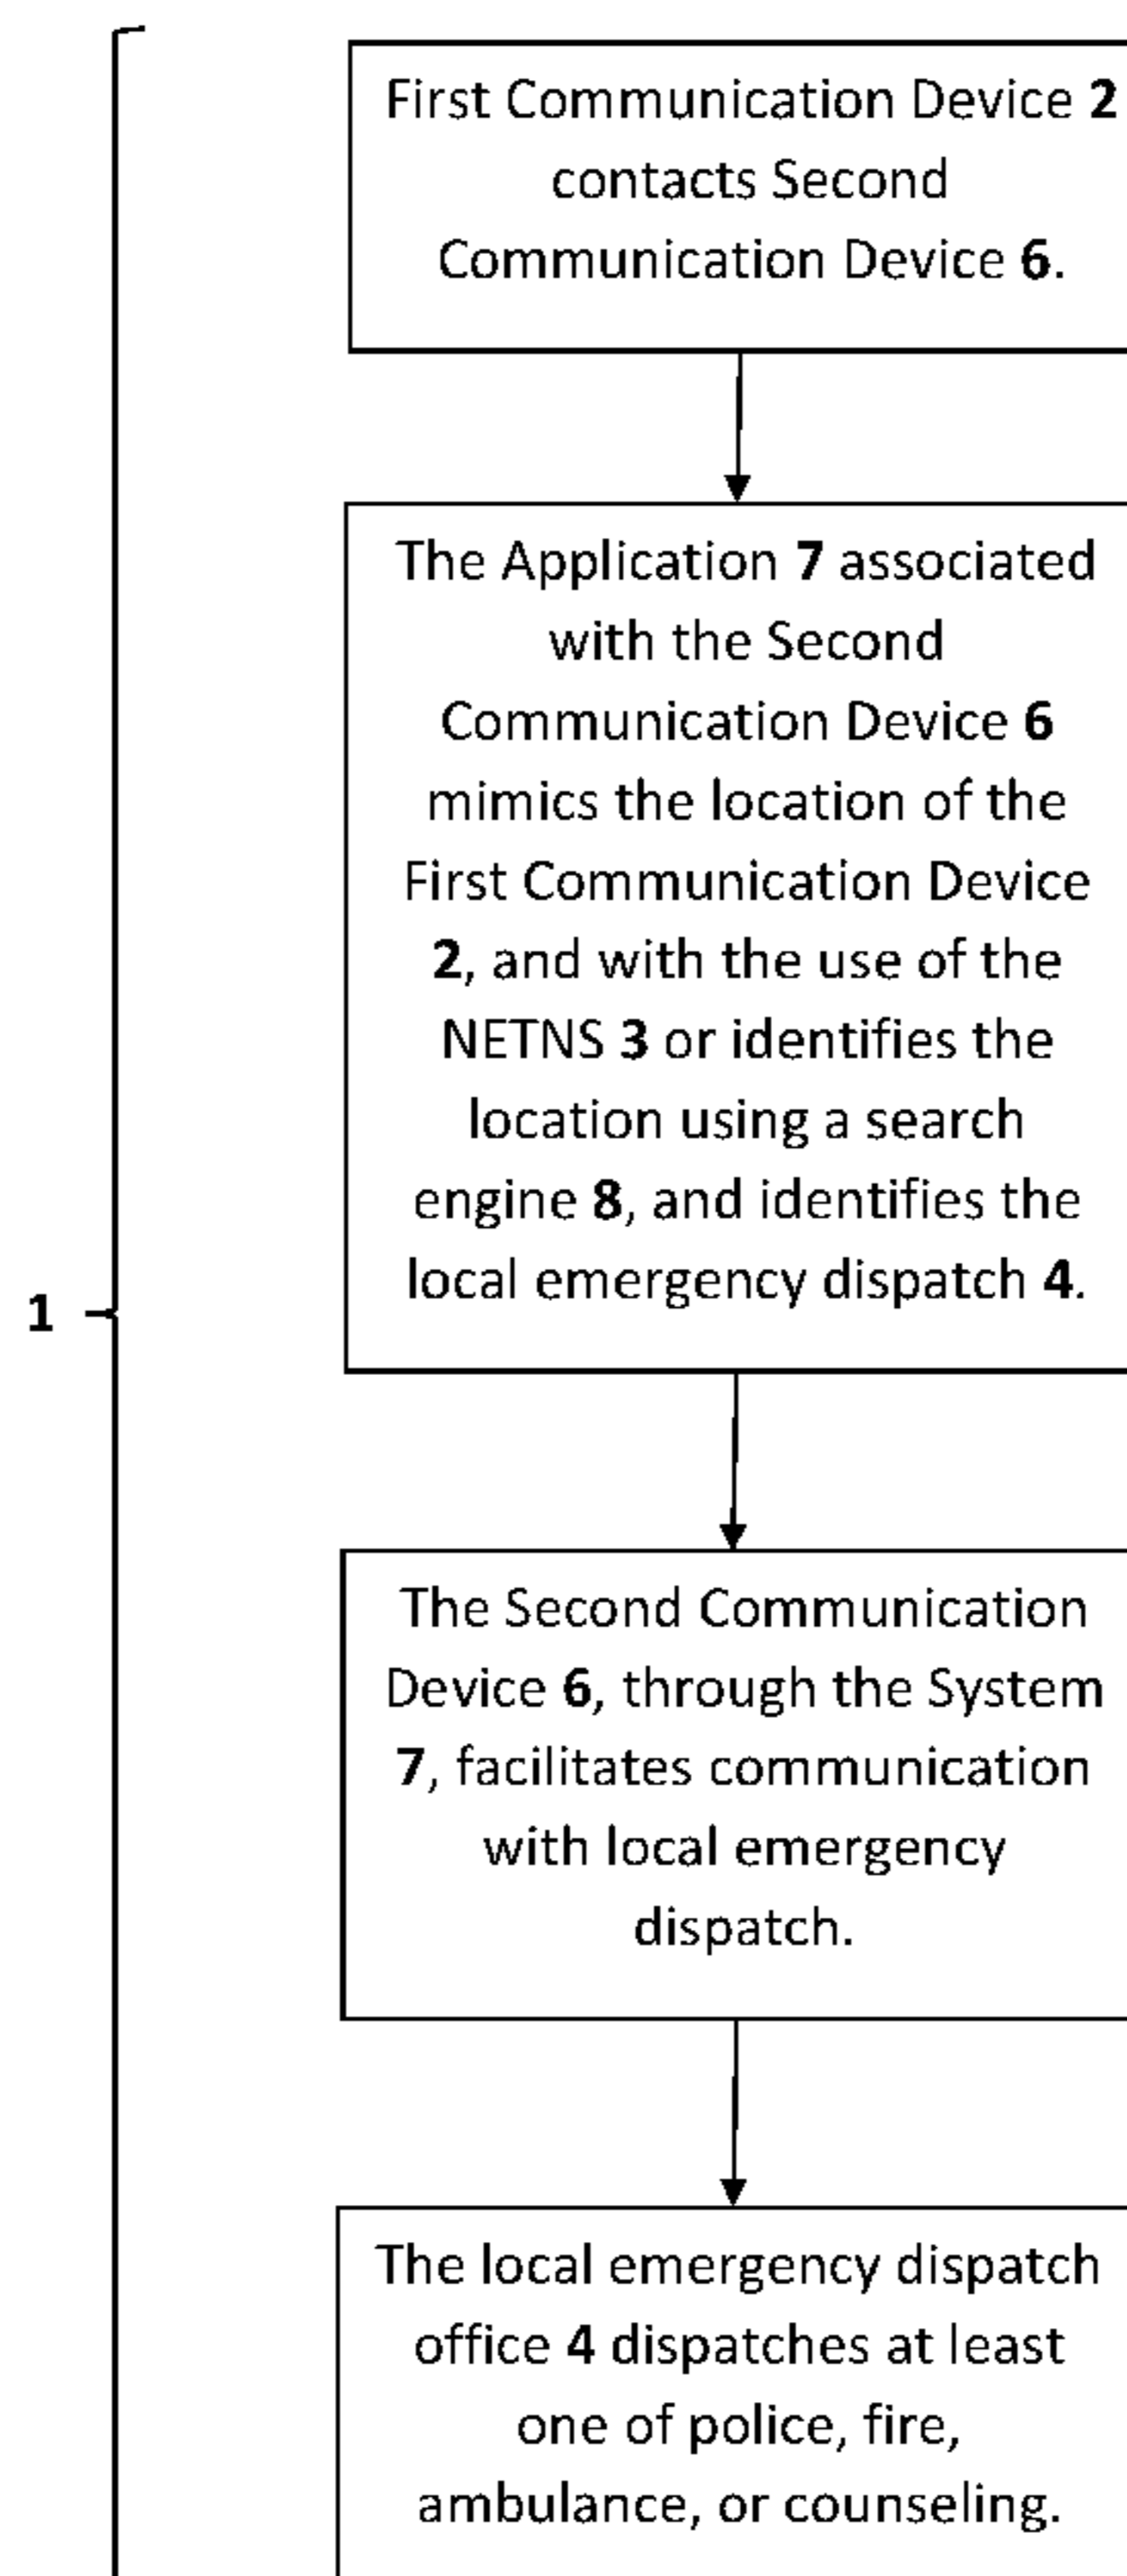 First Communication Device 2
contacts Second
Communication Device 6.
The Application 7 associated
with the Second
Communication Device 6
mimics the location of the
First Communication Device
2, and with the use of the
NETNS 3 or identifies the
location using a search
engine 8, and identifies the
local emergency dispatch 4.
1
The Second Communication
Device 6, through the System
7, facilitates communication
with local emergency
dispatch.
The local emergency dispatch
office 4 dispatches at least
one of police, fire,
ambulance, or counseling.